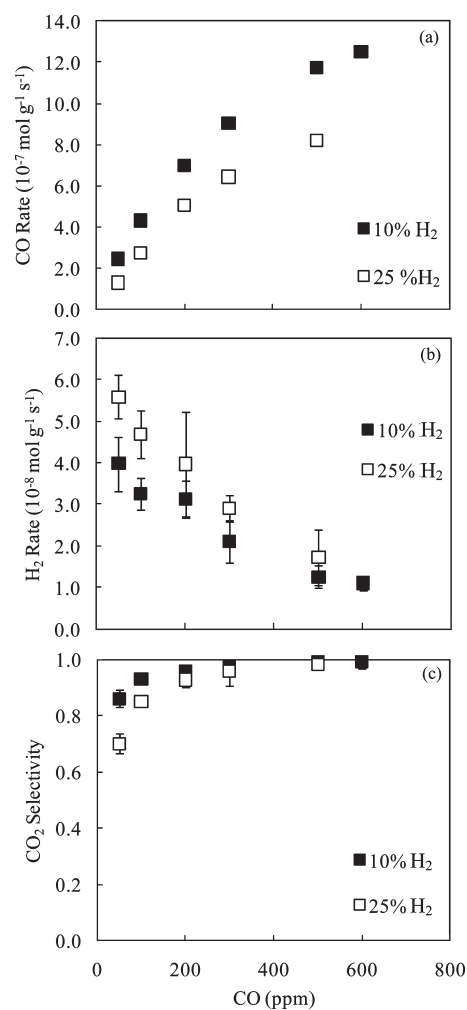 14.0
12.0
10.0
8.0
6.0
4.0
2.0
0.0
CO Rate (10⁻⁷ mol g⁻¹ s⁻¹)
(a)
10% H₂
25 %H₂
7.0
6.0
5.0
4.0
3.0
2.0
1.0
0.0
H₂ Rate (10⁻⁸ mol g⁻¹ s⁻¹)
(b)
10% H₂
25% H₂
1.0
0.8
0.6
0.4
0.2
0.0
CO₂ Selectivity
(c)
10% H₂
25% H₂
0 200 400 600 800
CO (ppm)